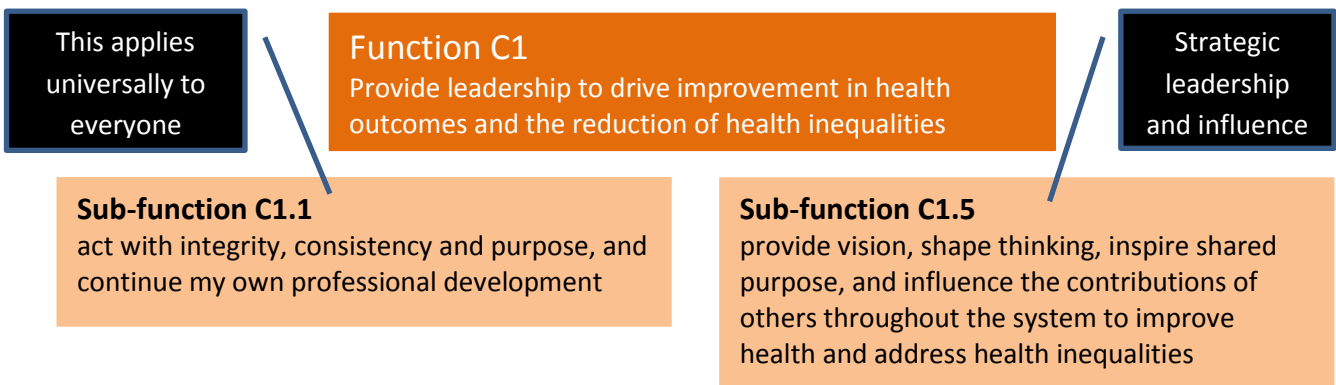 This applies
universally to
everyone
Function C1
Provide leadership to drive improvement in health
outcomes and the reduction of health inequalities
Strategic
leadership
and influence
Sub-function C1.1
act with integrity, consistency and purpose, and
continue my own professional development
Sub-function C1.5
provide vision, shape thinking, inspire shared
purpose, and influence the contributions of
others throughout the system to improve
health and address health inequalities